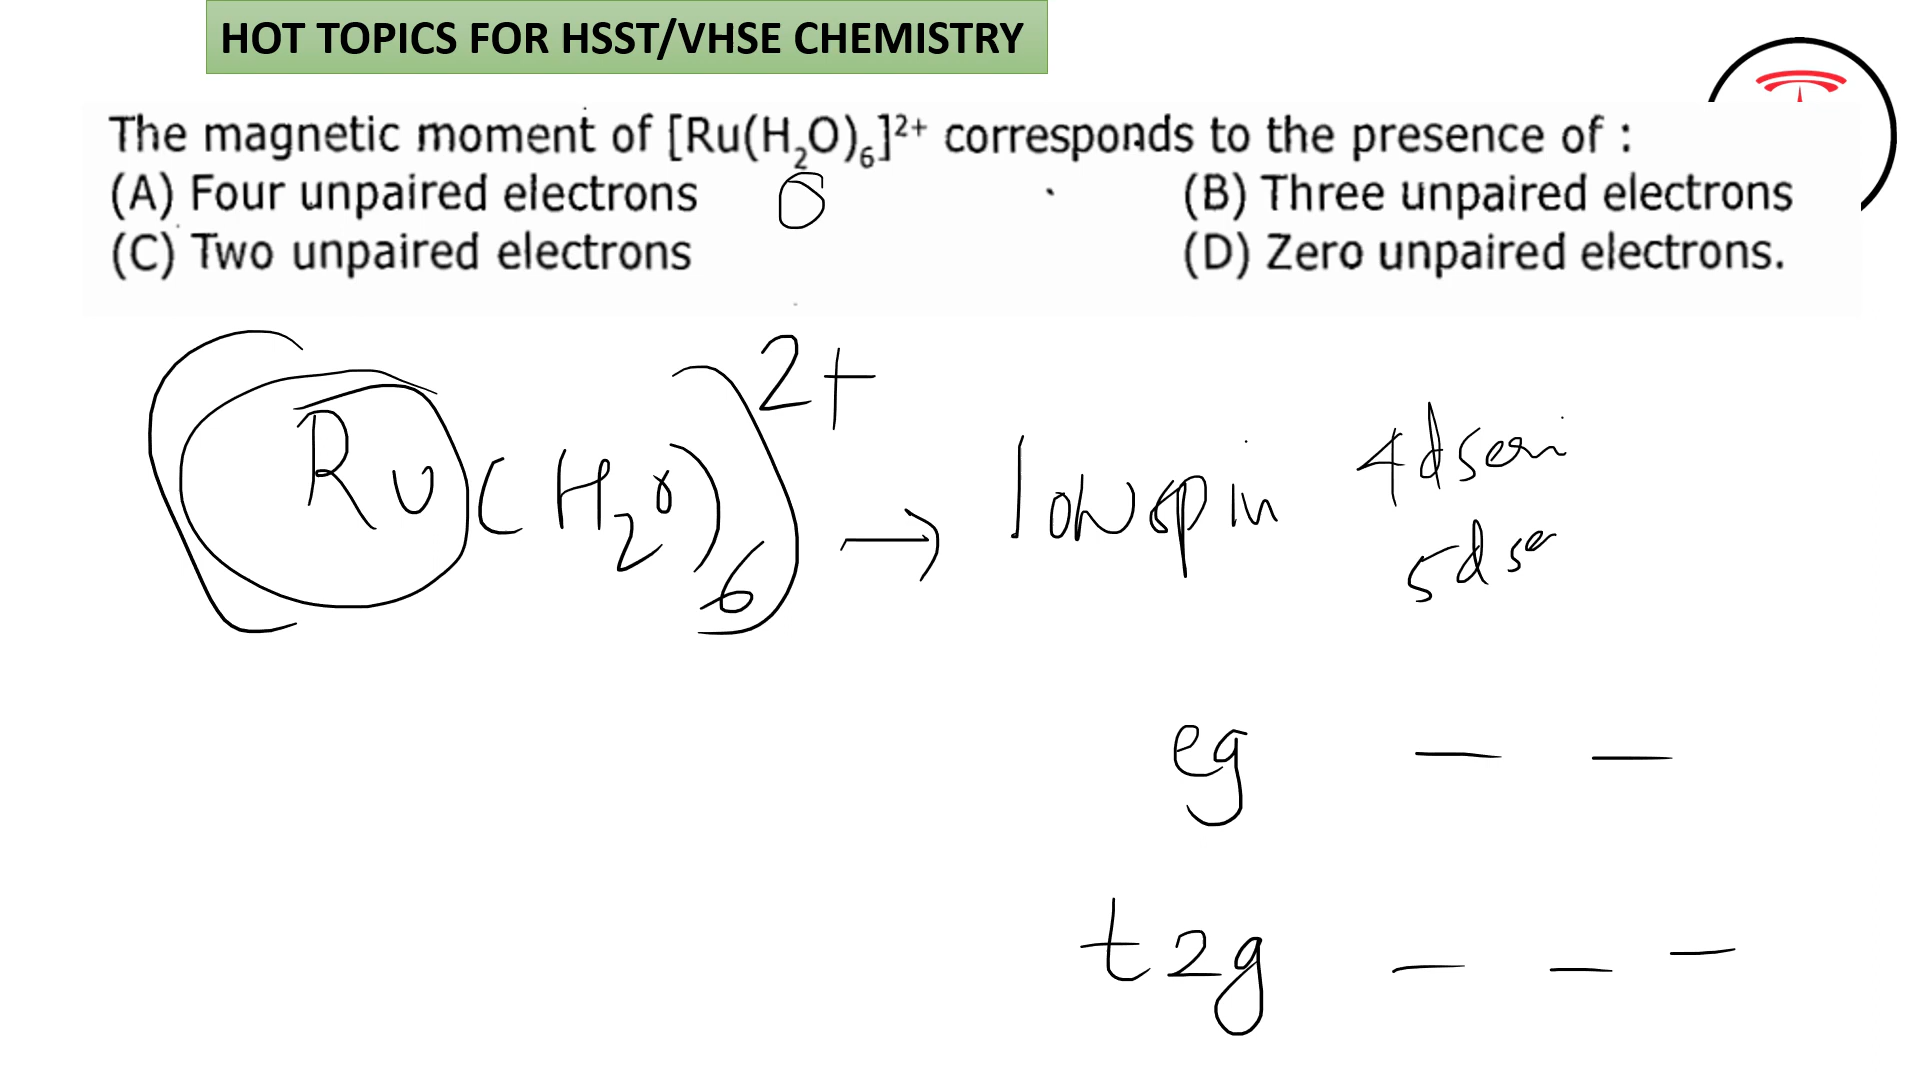 HOT TOPICS FOR HSST/VHSE CHEMISTRY
The magnetic moment of [Ru(H₂O)₆]²⁺ corresponds to the presence of :
(A) Four unpaired electrons (B) Three unpaired electrons
(C) Two unpaired electrons (D) Zero unpaired electrons.
(Ru(H₂O)₆)²⁺ → low spin
4d seri
5d se
eg _ _
t2g _ _ _